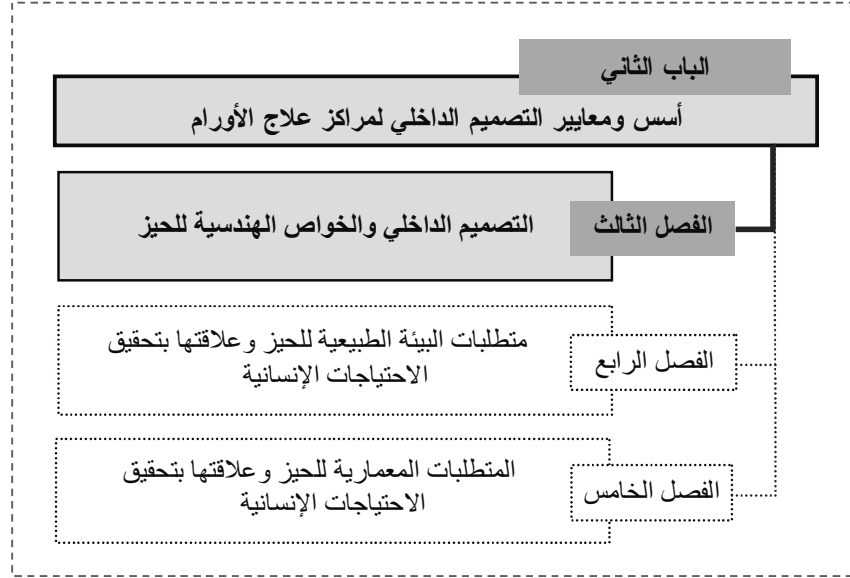 الباب الثاني
أسس ومعايير التصميم الداخلي لمراكز علاج الأورام
الفصل الثالث
التصميم الداخلي والخواص الهندسية للحيز
الفصل الرابع
متطلبات البيئة الطبيعية للحيز وعلاقتها بتحقيق
الاحتياجات الإنسانية
الفصل الخامس
المتطلبات المعمارية للحيز وعلاقتها بتحقيق
الاحتياجات الإنسانية